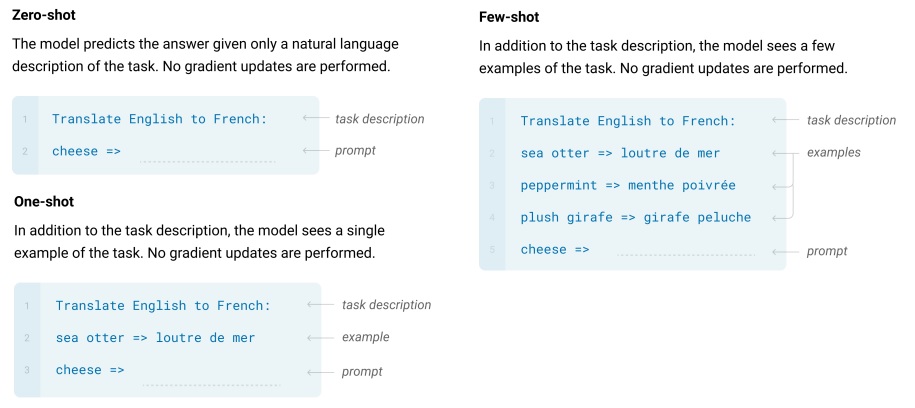 Zero-shot
The model predicts the answer given only a natural language
description of the task. No gradient updates are performed.
1 Translate English to French: task description
2 cheese => prompt
One-shot
In addition to the task description, the model sees a single
example of the task. No gradient updates are performed.
1 Translate English to French: task description
2 sea otter => loutre de mer example
3 cheese => prompt
Few-shot
In addition to the task description, the model sees a few
examples of the task. No gradient updates are performed.
1 Translate English to French: task description
2 sea otter => loutre de mer examples
3 peppermint => menthe poivrée
4 plush girafe => girafe peluche
5 cheese => prompt